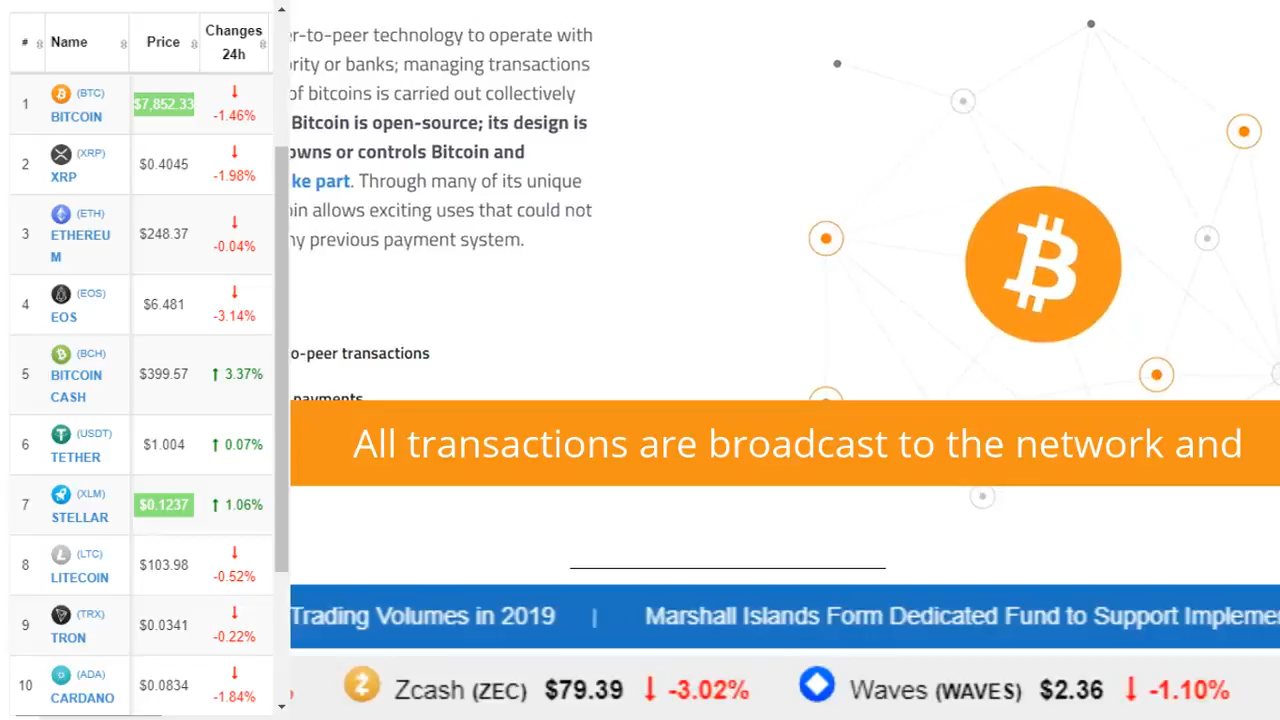 # Name Price Changes 24h
1 (BTC) BITCOIN $7,852.33 ↓ -1.46%
2 (XRP) XRP $0.4045 ↓ -1.98%
3 (ETH) ETHEREU M $248.37 ↓ -0.04%
4 (EOS) EOS $6.481 ↓ -3.14%
5 (BCH) BITCOIN CASH $399.57 ↑ 3.37%
6 (USDT) TETHER $1.004 ↑ 0.07%
7 (XLM) STELLAR $0.1237 ↑ 1.06%
8 (LTC) LITECOIN $103.98 ↓ -0.52%
9 (TRX) TRON $0.0341 ↓ -0.22%
10 (ADA) CARDANO $0.0834 ↓ -1.84%
er-to-peer technology to operate with
rity or banks; managing transactions
of bitcoins is carried out collectively
Bitcoin is open-source; its design is
owns or controls Bitcoin and
ke part. Through many of its unique
in allows exciting uses that could not
ny previous payment system.
o-peer transactions
payments
All transactions are broadcast to the network and
Trading Volumes in 2019 | Marshall Islands Form Dedicated Fund to Support Impleme
Zcash (ZEC) $79.39 ↓ -3.02% Waves (WAVES) $2.36 ↓ -1.10%